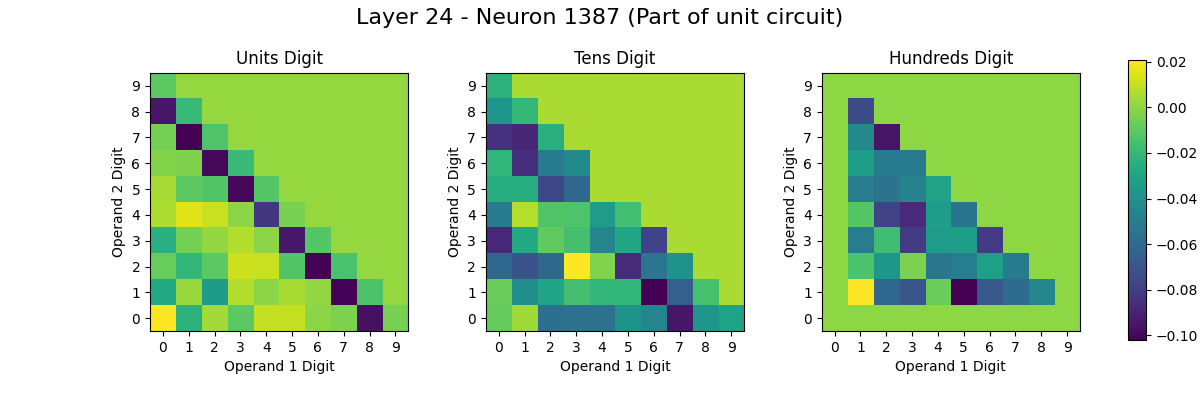 Layer 24 - Neuron 1387 (Part of unit circuit)
Units Digit
Tens Digit
Hundreds Digit
Operand 2 Digit
9
8
7
6
5
4
3
2
1
0
0 1 2 3 4 5 6 7 8 9
Operand 1 Digit
Operand 2 Digit
9
8
7
6
5
4
3
2
1
0
0 1 2 3 4 5 6 7 8 9
Operand 1 Digit
Operand 2 Digit
9
8
7
6
5
4
3
2
1
0
0 1 2 3 4 5 6 7 8 9
Operand 1 Digit
0.02
0.00
−0.02
−0.04
−0.06
−0.08
−0.10